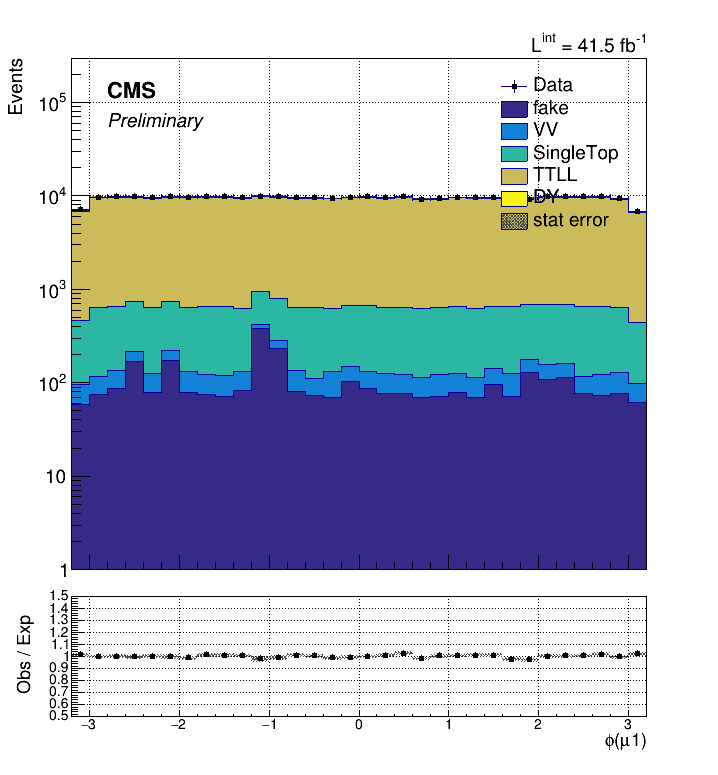 L^int = 41.5 fb^-1
Events
CMS
Preliminary
Data
fake
VV
SingleTop
TTLL
DY
stat error
10^5
10^4
10^3
10^2
10
1
Obs / Exp
1.5
1.4
1.3
1.2
1.1
1
0.9
0.8
0.7
0.6
0.5
−3 −2 −1 0 1 2 3
ϕ(μ1)